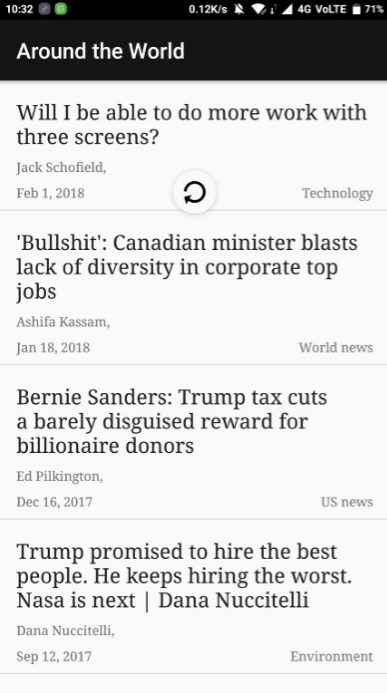 10:32 0.12K/s 4G VoLTE 71%
Around the World
Will I be able to do more work with
three screens?
Jack Schofield,
Feb 1, 2018 Technology
'Bullshit': Canadian minister blasts
lack of diversity in corporate top
jobs
Ashifa Kassam,
Jan 18, 2018 World news
Bernie Sanders: Trump tax cuts
a barely disguised reward for
billionaire donors
Ed Pilkington,
Dec 16, 2017 US news
Trump promised to hire the best
people. He keeps hiring the worst.
Nasa is next | Dana Nuccitelli
Dana Nuccitelli,
Sep 12, 2017 Environment